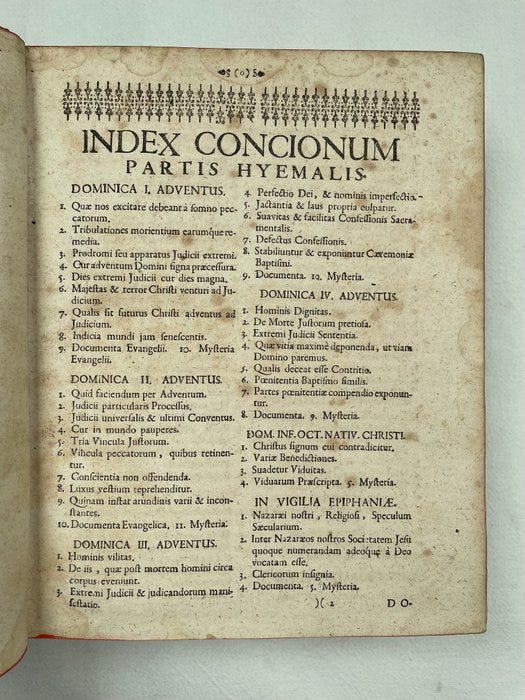 (o)
INDEX CONCIONUM
PARTIS HYEMALIS.
DOMINICA I. ADVENTUS.
1. Quæ nos excitare debeant à somno peccatorum.
catorum.
2. Tribulationes morientium earumque re-
media.
3. Prodromi seu apparatus Judicii extremi.
4. Cur adventum Domini signa præcessura.
5. Dies extremi Judicii cur dies magna.
6. Majestas & terror Christi venturi ad Ju-
dicium.
7. Qualis sit futurus Christi adventus ad
Judicium.
8. Indicia mundi jam senescentis.
9. Documenta Evangelii. 10. Mysteria
Evangelii.
DOMINICA II. ADVENTUS.
1. Quid faciendum per Adventum.
2. Judicii particularis Processus.
3. Judicii universalis & ultimi Conventus.
4. Cur in mundo pauperes.
5. Tria Vincula Justorum.
6. Vincula peccatorum, quibus retinen-
tur.
7. Conscientia non offendenda.
8. Luxus vestium reprehenditur.
9. Quinam instar arundinis varii & incon-
stantes.
10. Documenta Evangelica, 11. Mysteria.
DOMINICA III. ADVENTUS.
1. Hominis vilitas.
2. De iis, quæ post mortem homini circa
corpus eveniunt.
3. Extremi Judicii & judicandorum mani-
festatio.
4. Perfectio Dei, & nominis imperfectio.
5. Jactantia & laus propria culpatur.
6. Suavitas & facilitas Confessionis Sacra-
mentalis.
7. Defectus Confessionis.
8. Stabiliuntur & exponuntur Cæremoniæ
Baptismi.
9. Documenta. 10. Mysteria.
DOMINICA IV. ADVENTUS.
1. Hominis Dignitas.
2. De Morte Justorum pretiosa.
3. Extremi Judicii Sententia.
4. Quæ vitia maximè deponenda, ut viam
Domino paremus.
5. Qualis deceat esse Contritio.
6. Pœnitentia Baptismo similis.
7. Partes pœnitentiæ compendio exponun-
tur.
8. Documenta. 9. Mysteria.
DOM. INF. OCT. NATIV. CHRISTI.
1. Christus signum cui contradicitur.
2. Variæ Benedictiones.
3. Suadetur Viduitas.
4. Viduarum Præscripta. 5. Mysteria.
IN VIGILIA EPIPHANIÆ.
1. Nazaræi nostri, Religiosi, Speculum
Sæcularium.
2. Inter Nazaræos nostros Societatem Jesu
quoque numerandam adeoque à Deo
vocatam esse.
3. Clericorum insignia.
4. Documenta. 5. Mysteria.
)( 2 DO-